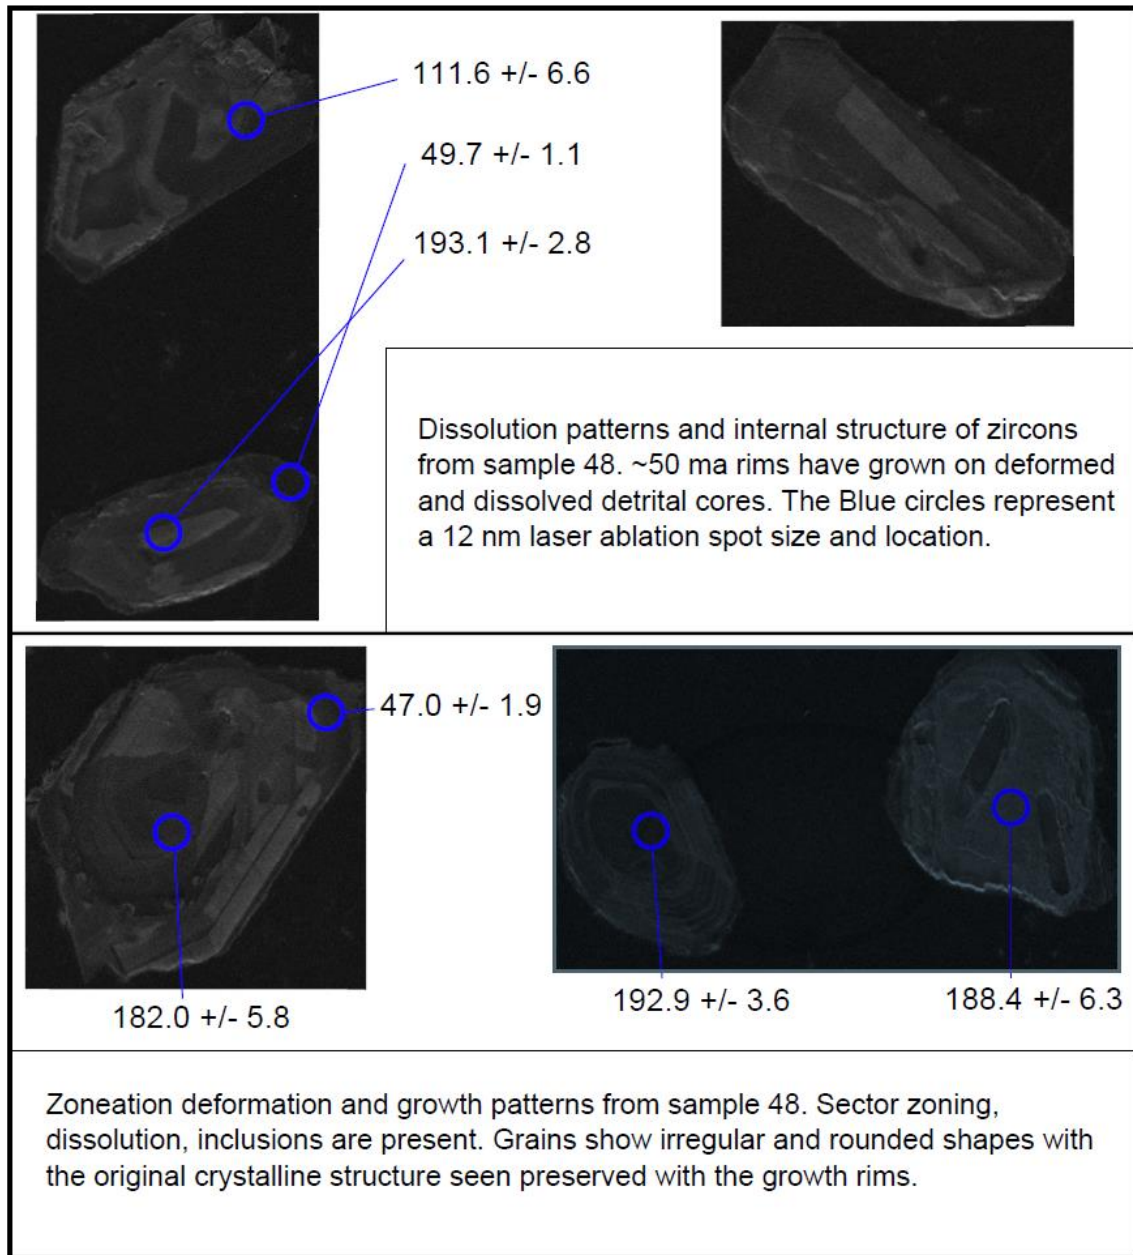 111.6 +/- 6.6
49.7 +/- 1.1
193.1 +/- 2.8
Dissolution patterns and internal structure of zircons
from sample 48. ~50 ma rims have grown on deformed
and dissolved detrital cores. The Blue circles represent
a 12 nm laser ablation spot size and location.
47.0 +/- 1.9
182.0 +/- 5.8
192.9 +/- 3.6
188.4 +/- 6.3
Zoneation deformation and growth patterns from sample 48. Sector zoning,
dissolution, inclusions are present. Grains show irregular and rounded shapes with
the original crystalline structure seen preserved with the growth rims.